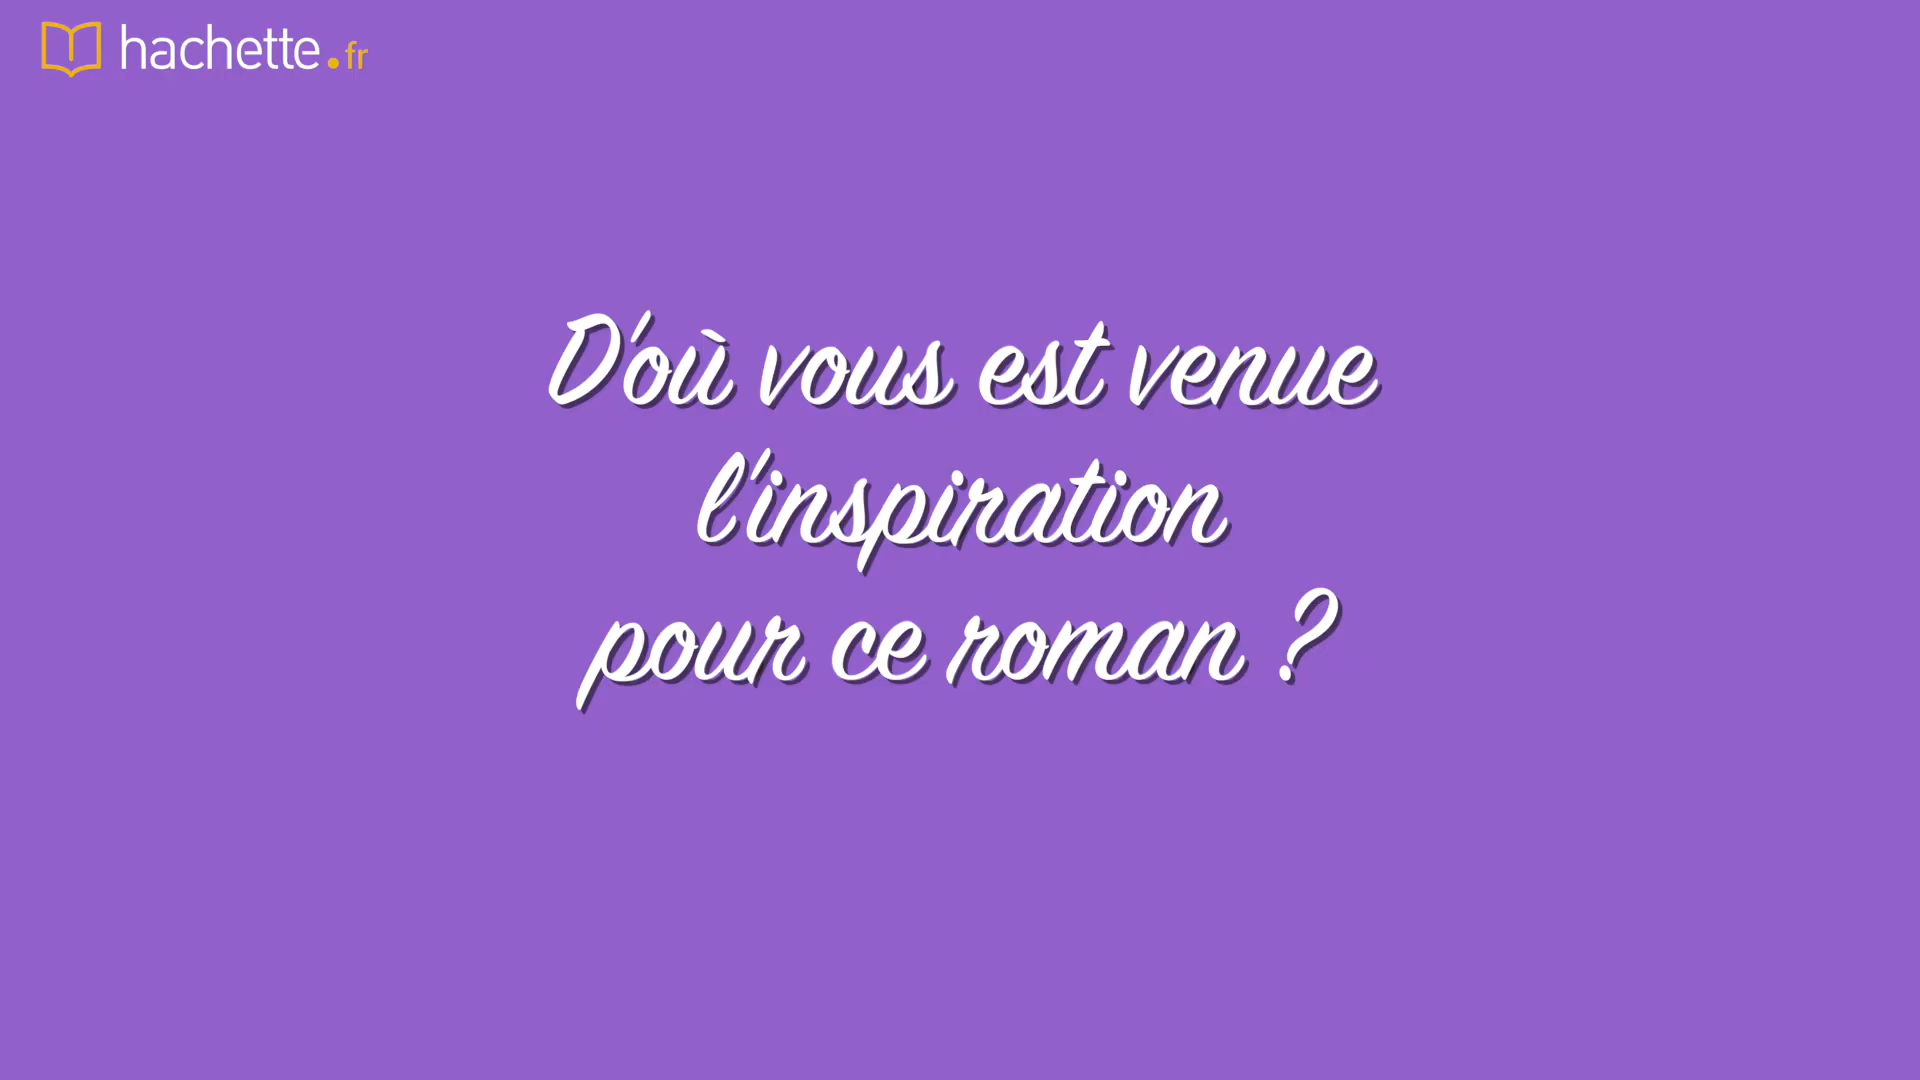 hachette.fr
D'où vous est venue
l'inspiration
pour ce roman ?